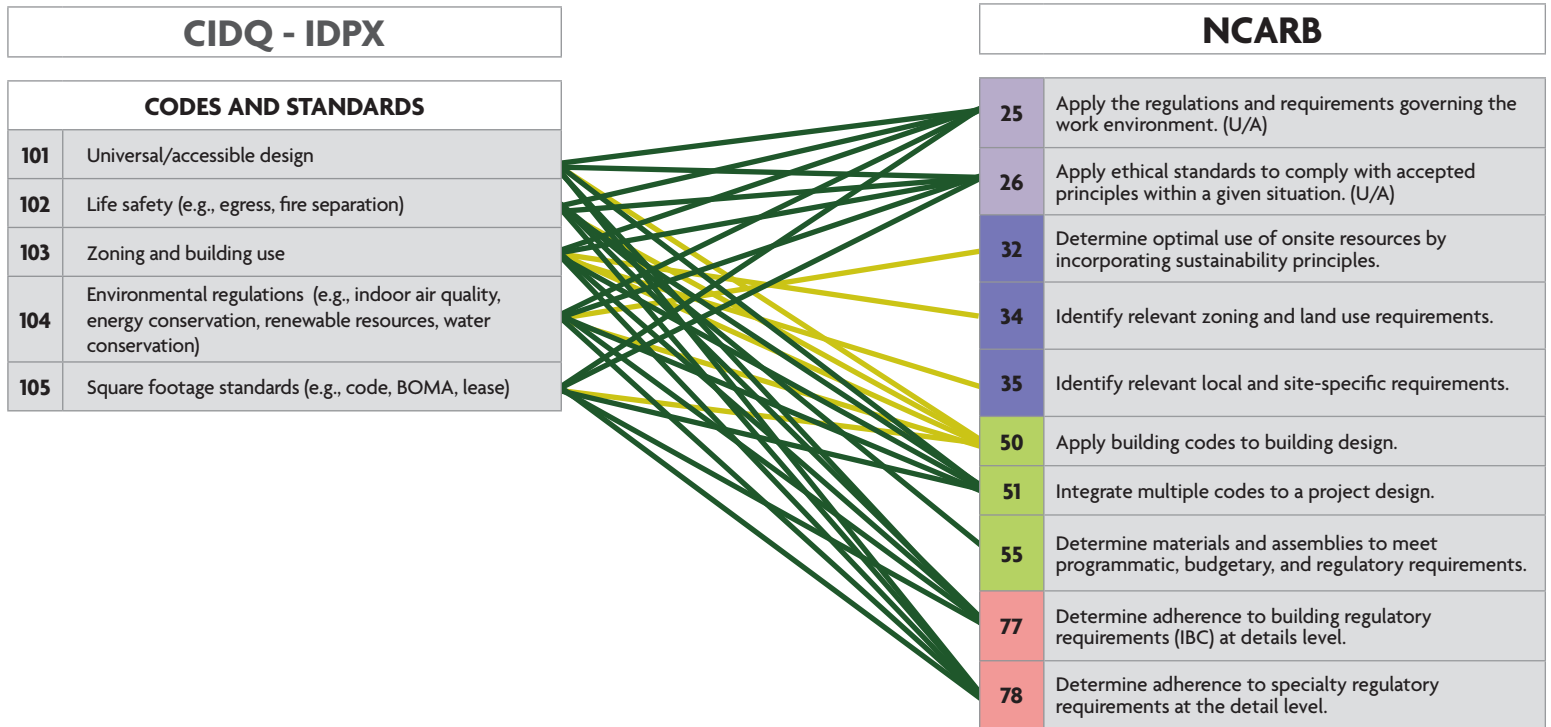 CIDQ - IDPX
CODES AND STANDARDS
101 Universal/accessible design
102 Life safety (e.g., egress, fire separation)
103 Zoning and building use
104 Environmental regulations (e.g., indoor air quality,
energy conservation, renewable resources, water
conservation)
105 Square footage standards (e.g., code, BOMA, lease)
NCARB
25 Apply the regulations and requirements governing the
work environment. (U/A)
26 Apply ethical standards to comply with accepted
principles within a given situation. (U/A)
32 Determine optimal use of onsite resources by
incorporating sustainability principles.
34 Identify relevant zoning and land use requirements.
35 Identify relevant local and site-specific requirements.
50 Apply building codes to building design.
51 Integrate multiple codes to a project design.
55 Determine materials and assemblies to meet
programmatic, budgetary, and regulatory requirements.
77 Determine adherence to building regulatory
requirements (IBC) at details level.
78 Determine adherence to specialty regulatory
requirements at the detail level.